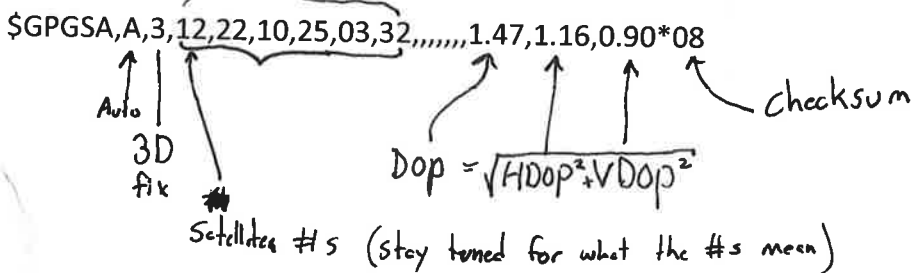 $GPGSA,A,3,12,22,10,25,03,32,,,,,,,1.47,1.16,0.90*08
Auto
3D
fix
Checksum
Dop = √HDop²+VDop²
Satellites #s (stay tuned for what the #s mean)